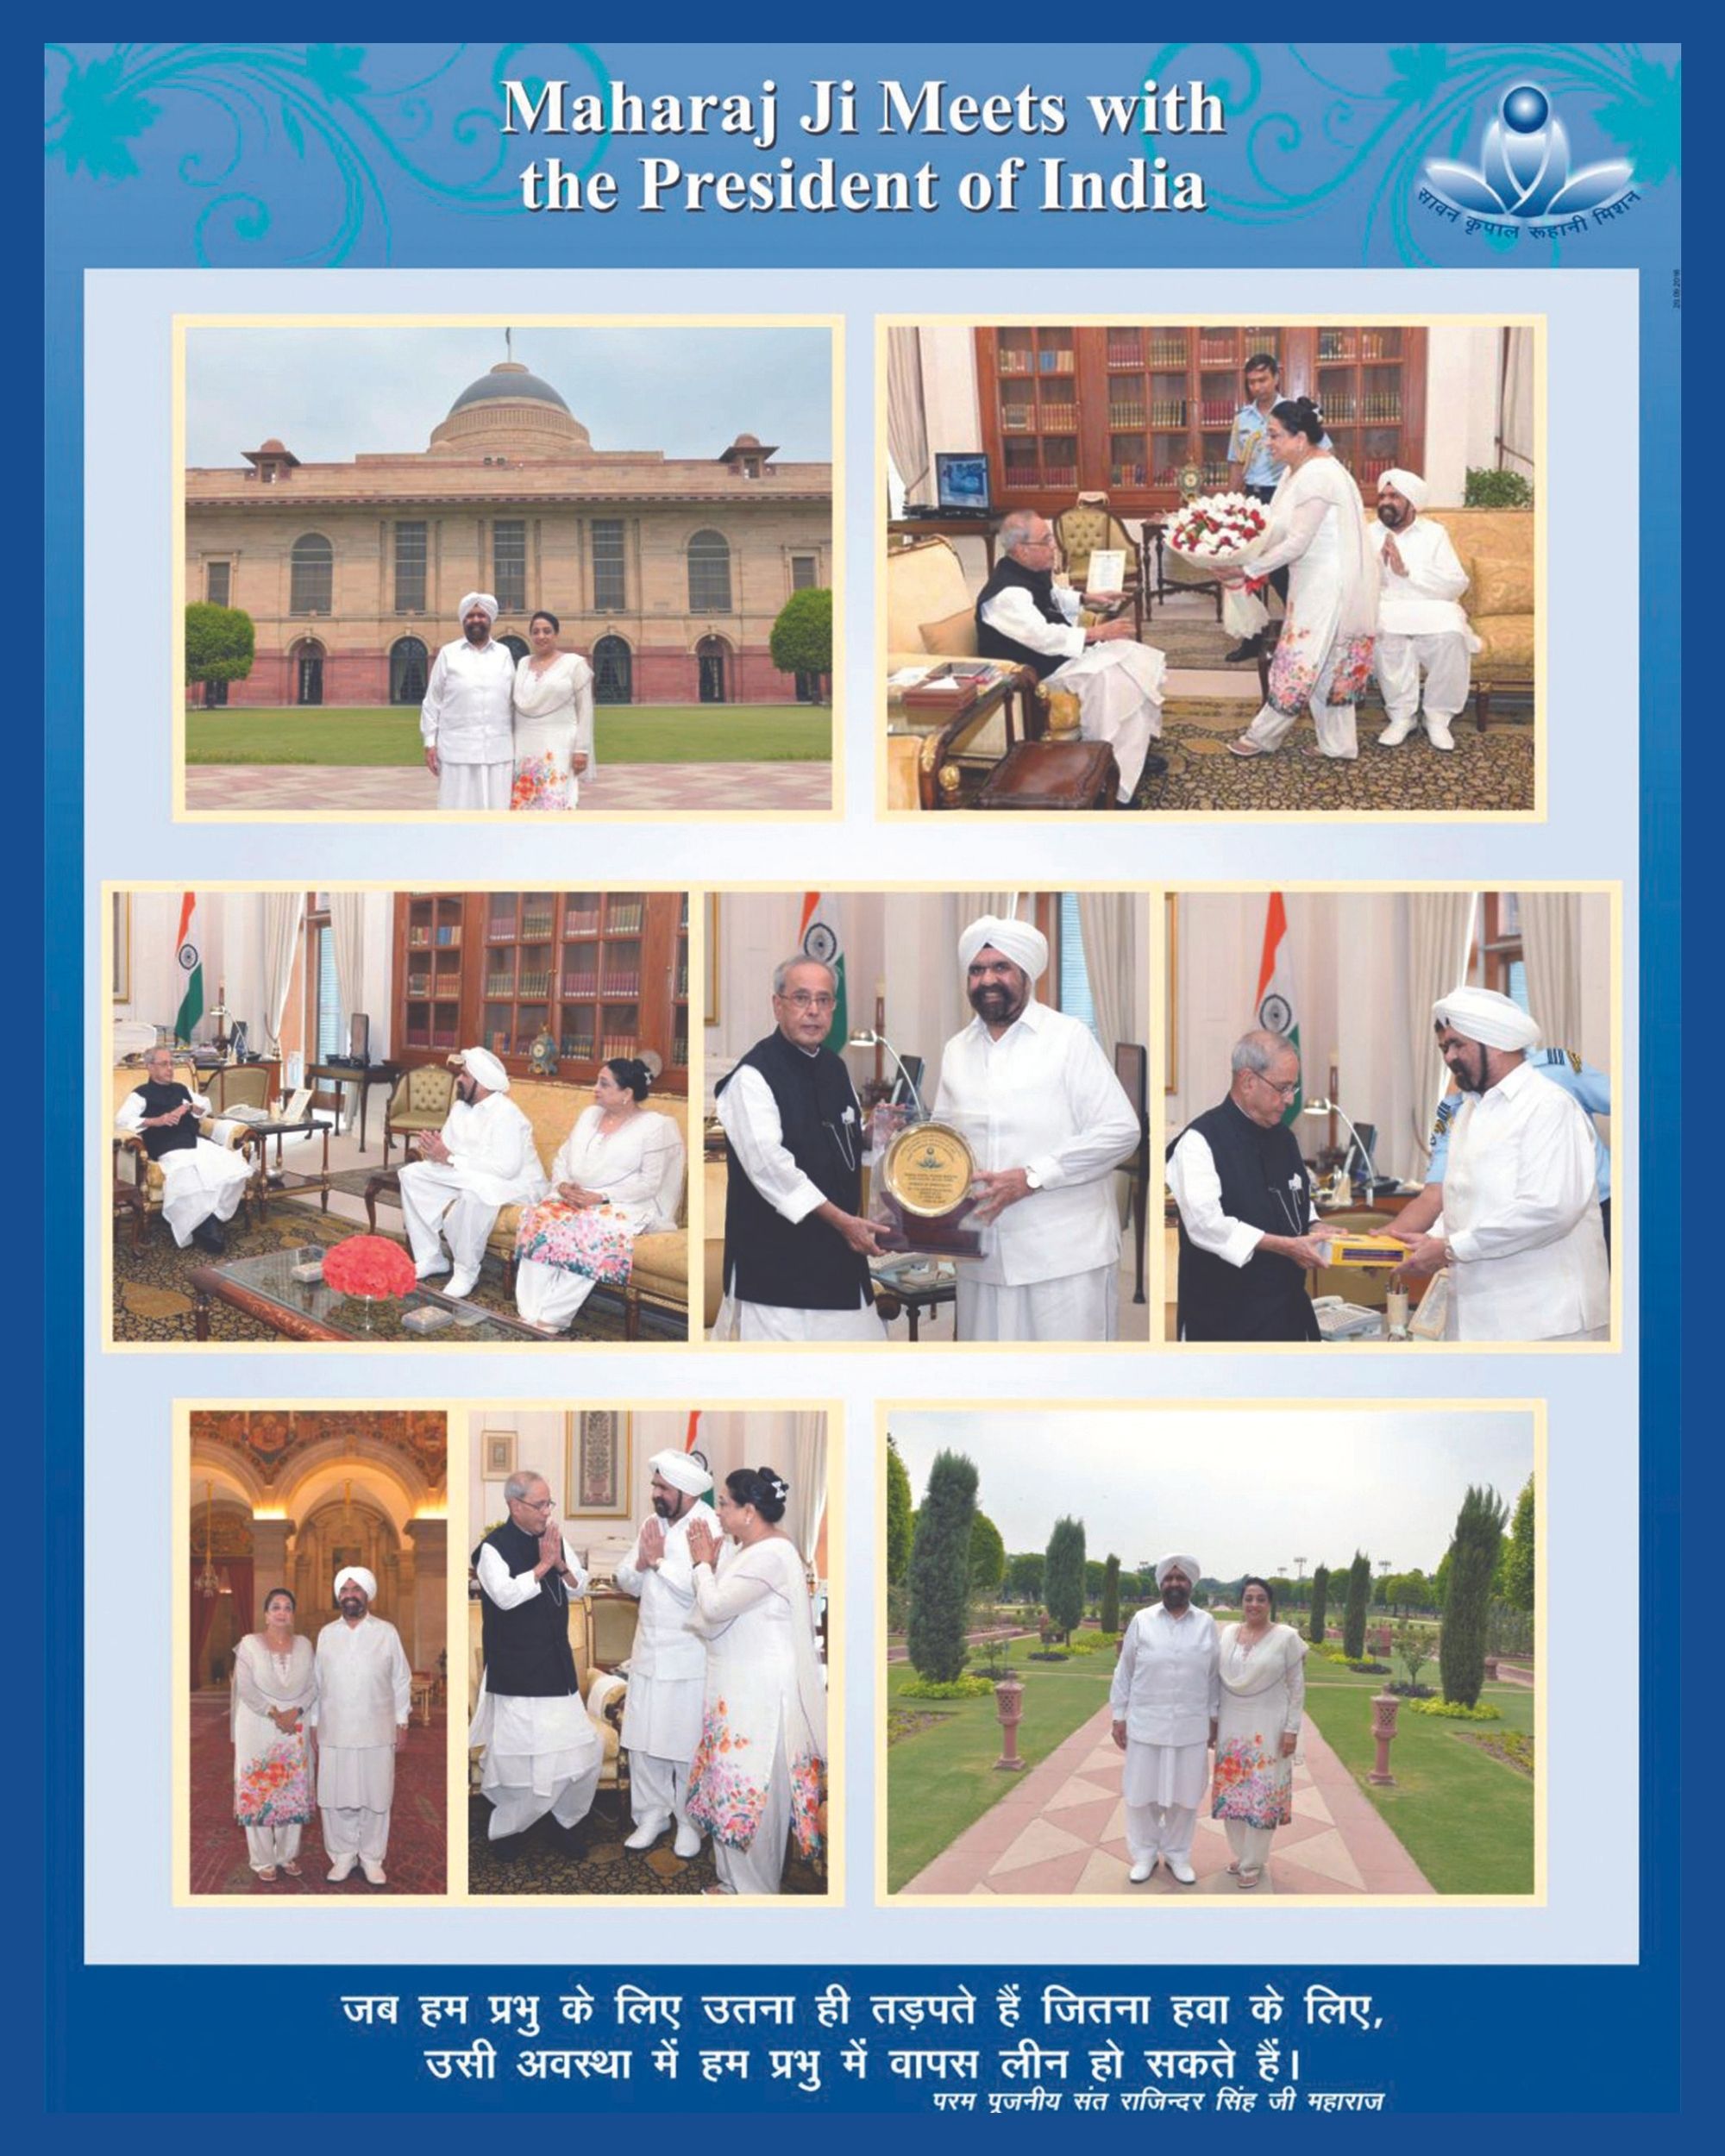 Maharaj Ji Meets with
the President of India
सावन कृपाल रूहानी मिशन
जब हम प्रभु के लिए उतना ही तड़पते हैं जितना हवा के लिए,
उसी अवस्था में हम प्रभु में वापस लीन हो सकते हैं।
परम पूजनीय संत राजिन्दर सिंह जी महाराज